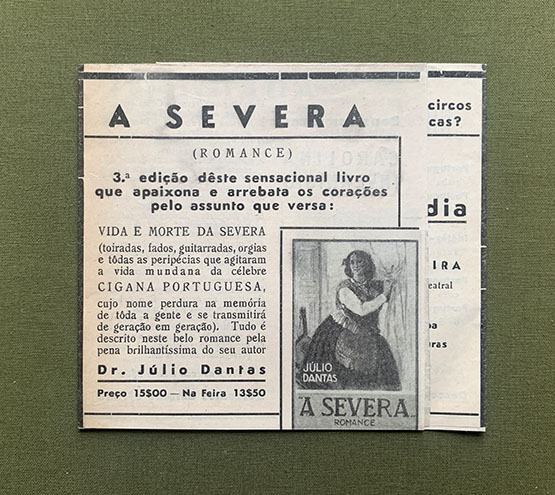 A SEVERA
(ROMANCE)
3.ª edição dêste sensacional livro
que apaixona e arrebata os corações
pelo assunto que versa:
VIDA E MORTE DA SEVERA
(toiradas, fados, guitarradas, orgias
e tôdas as peripécias que agitaram
a vida mundana da célebre
CIGANA PORTUGUESA,
cujo nome perdura na memória
de tôda a gente e se transmitirá
de geração em geração). Tudo é
descrito neste belo romance pela
pena brilhantíssima do seu autor
Dr. Júlio Dantas
Preço 15$00 — Na Feira 13$50
JÚLIO
DANTAS
"A SEVERA"
ROMANCE
circos
cas?
dia
IRA
eatral
oa
uras